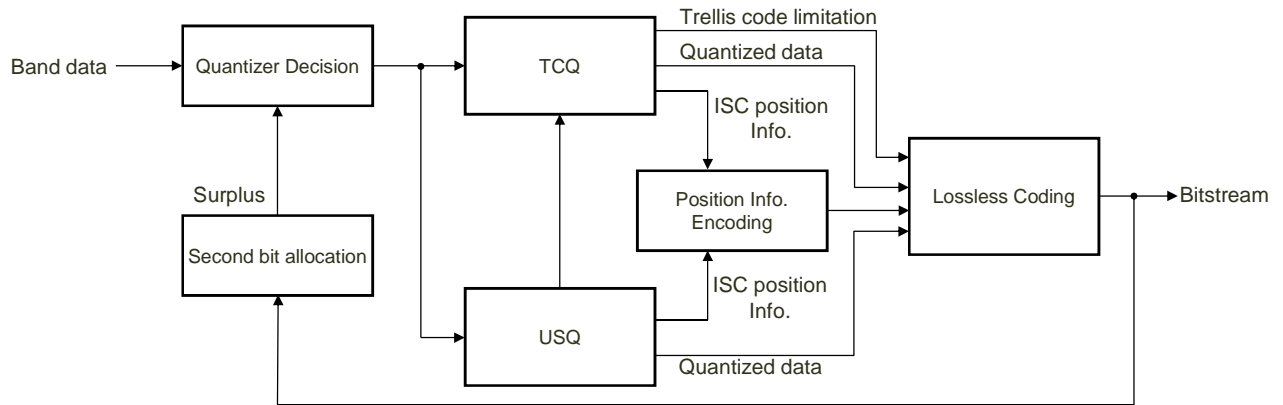 Trellis code limitation
Quantized data
Band data
Quantizer Decision
TCQ
ISC position
Info.
Surplus
Position Info.
Encoding
Lossless Coding
Bitstream
Second bit allocation
ISC position
Info.
USQ
Quantized data